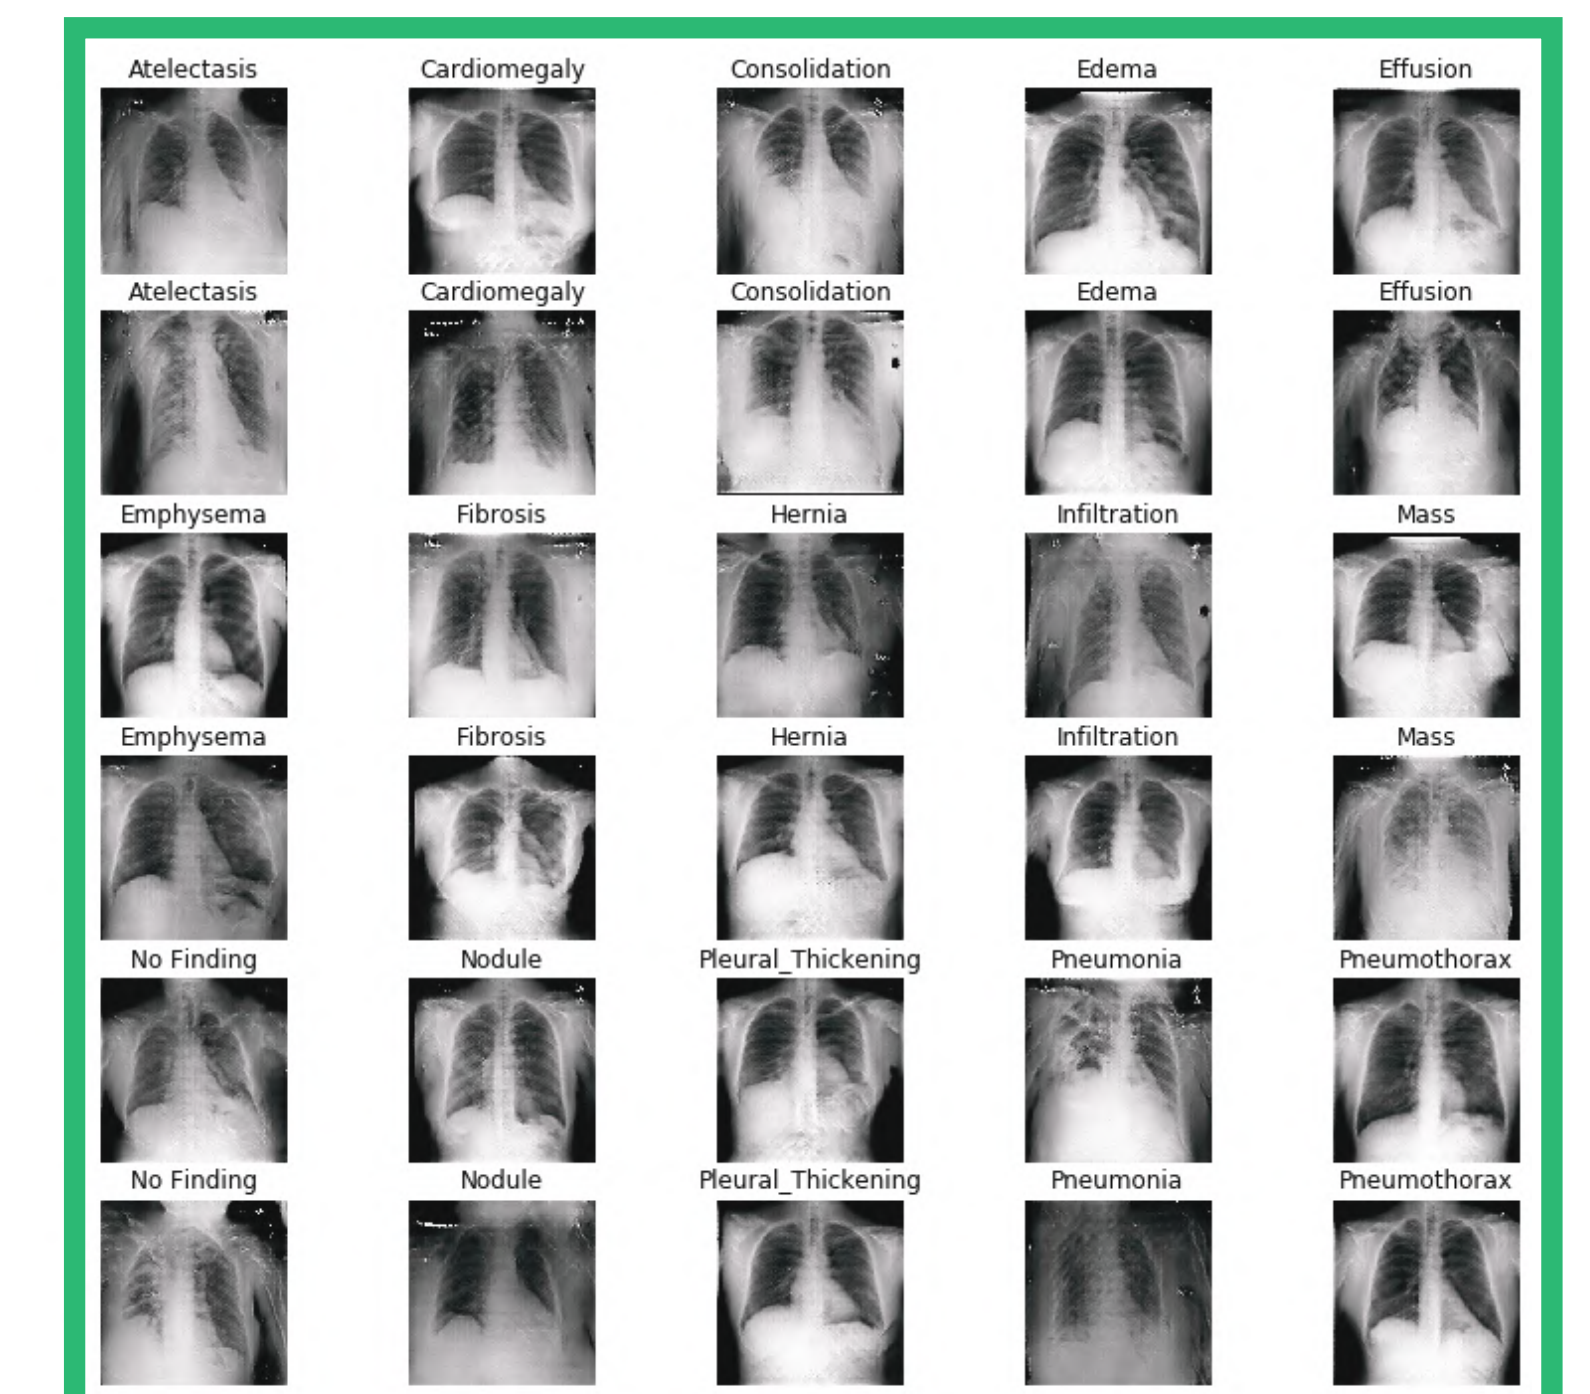 Atelectasis Cardiomegaly Consolidation Edema Effusion
Atelectasis Cardiomegaly Consolidation Edema Effusion
Emphysema Fibrosis Hernia Infiltration Mass
Emphysema Fibrosis Hernia Infiltration Mass
No Finding Nodule Pleural_Thickening Pneumonia Pneumothorax
No Finding Nodule Pleural_Thickening Pneumonia Pneumothorax